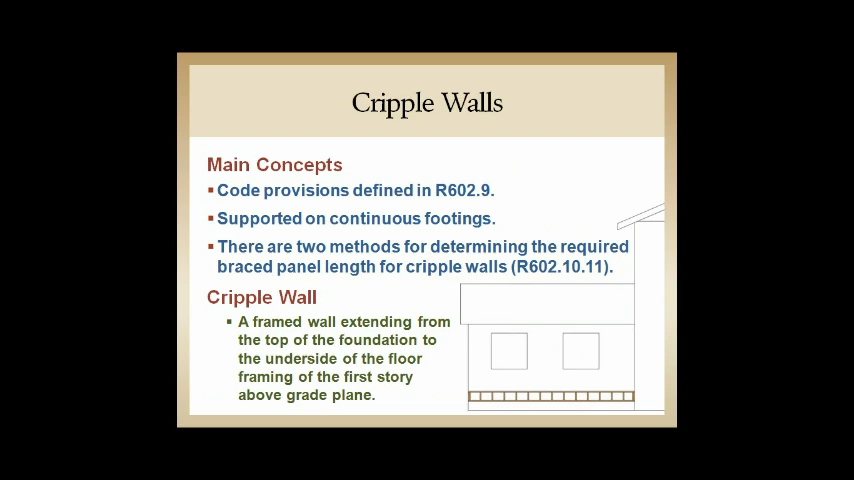 Cripple Walls
Main Concepts
▪Code provisions defined in R602.9.
▪Supported on continuous footings.
▪There are two methods for determining the required
braced panel length for cripple walls (R602.10.11).
Cripple Wall
▪ A framed wall extending from
the top of the foundation to
the underside of the floor
framing of the first story
above grade plane.